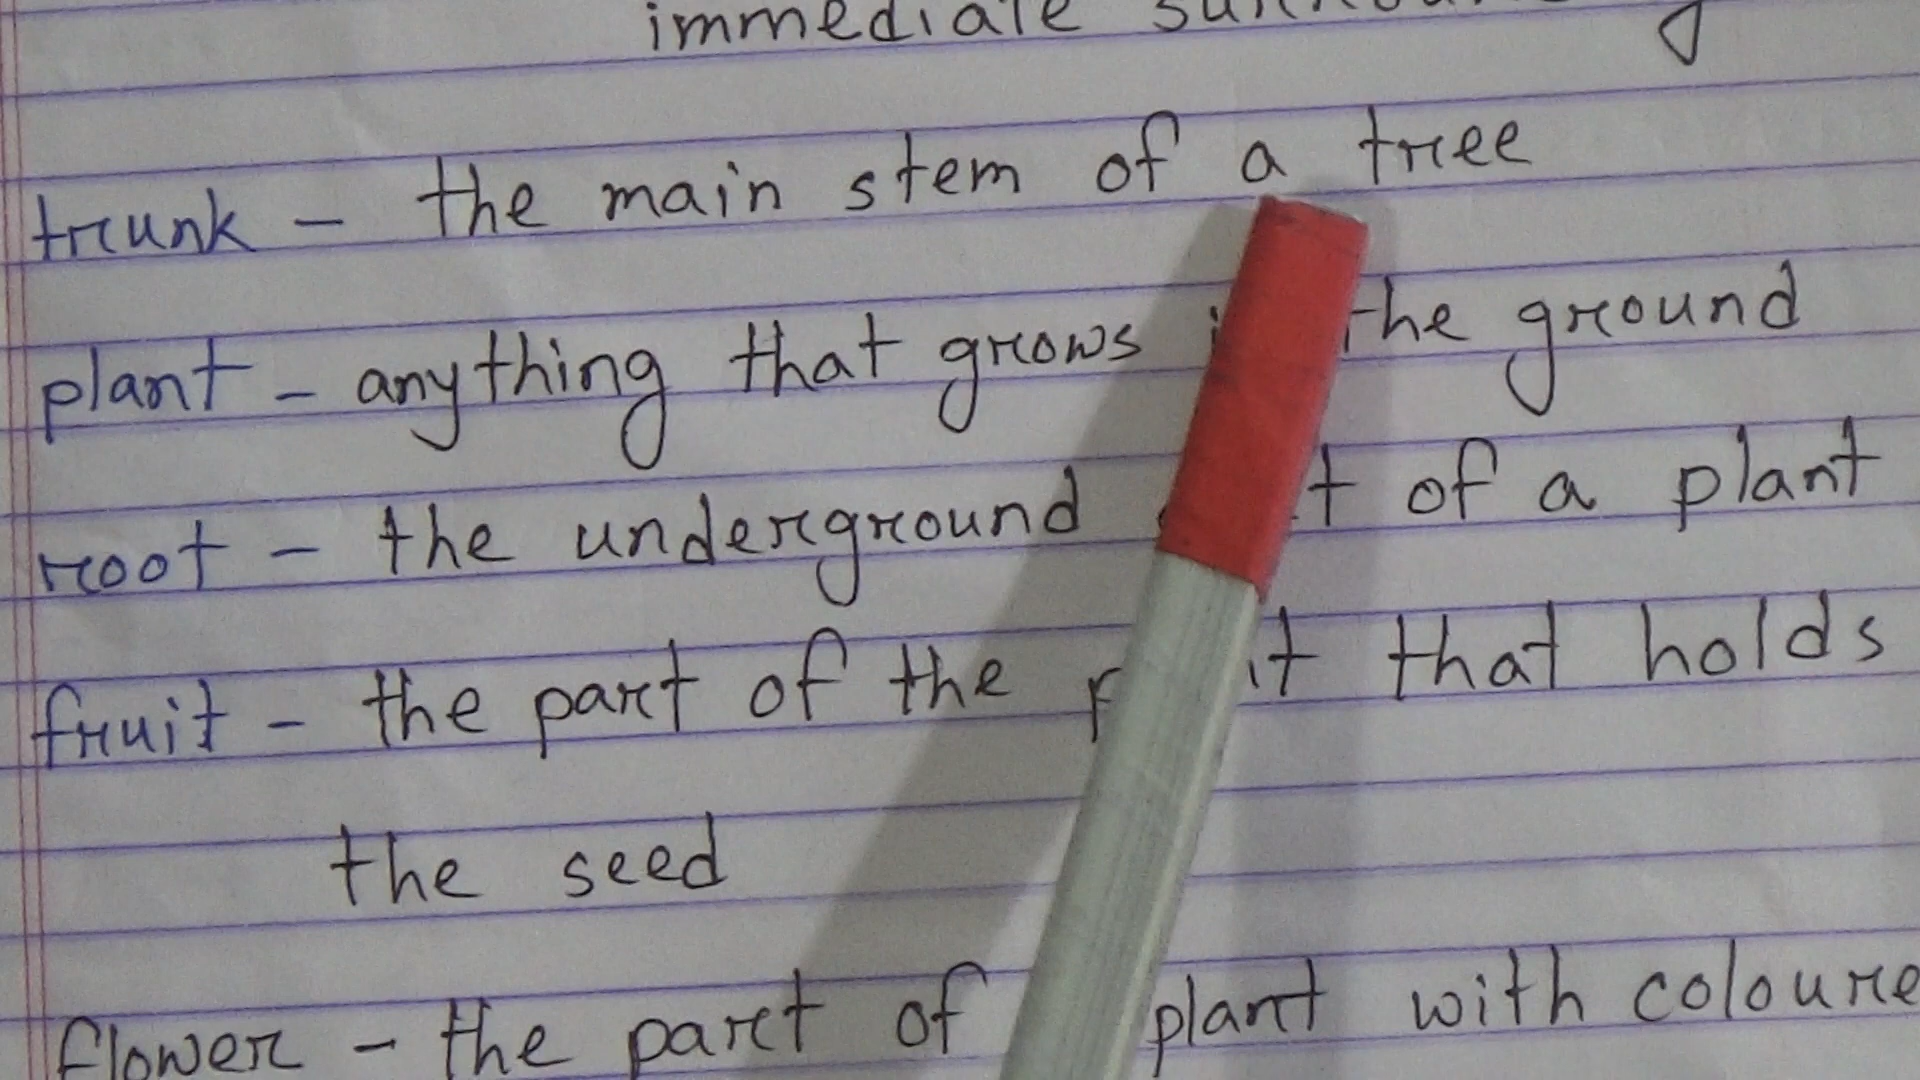 immediate
trunk - the main stem of a tree
plant - anything that grows the ground
root - the underground of a plant
fruit - the part of the that holds
the seed
flower - the part of plant with